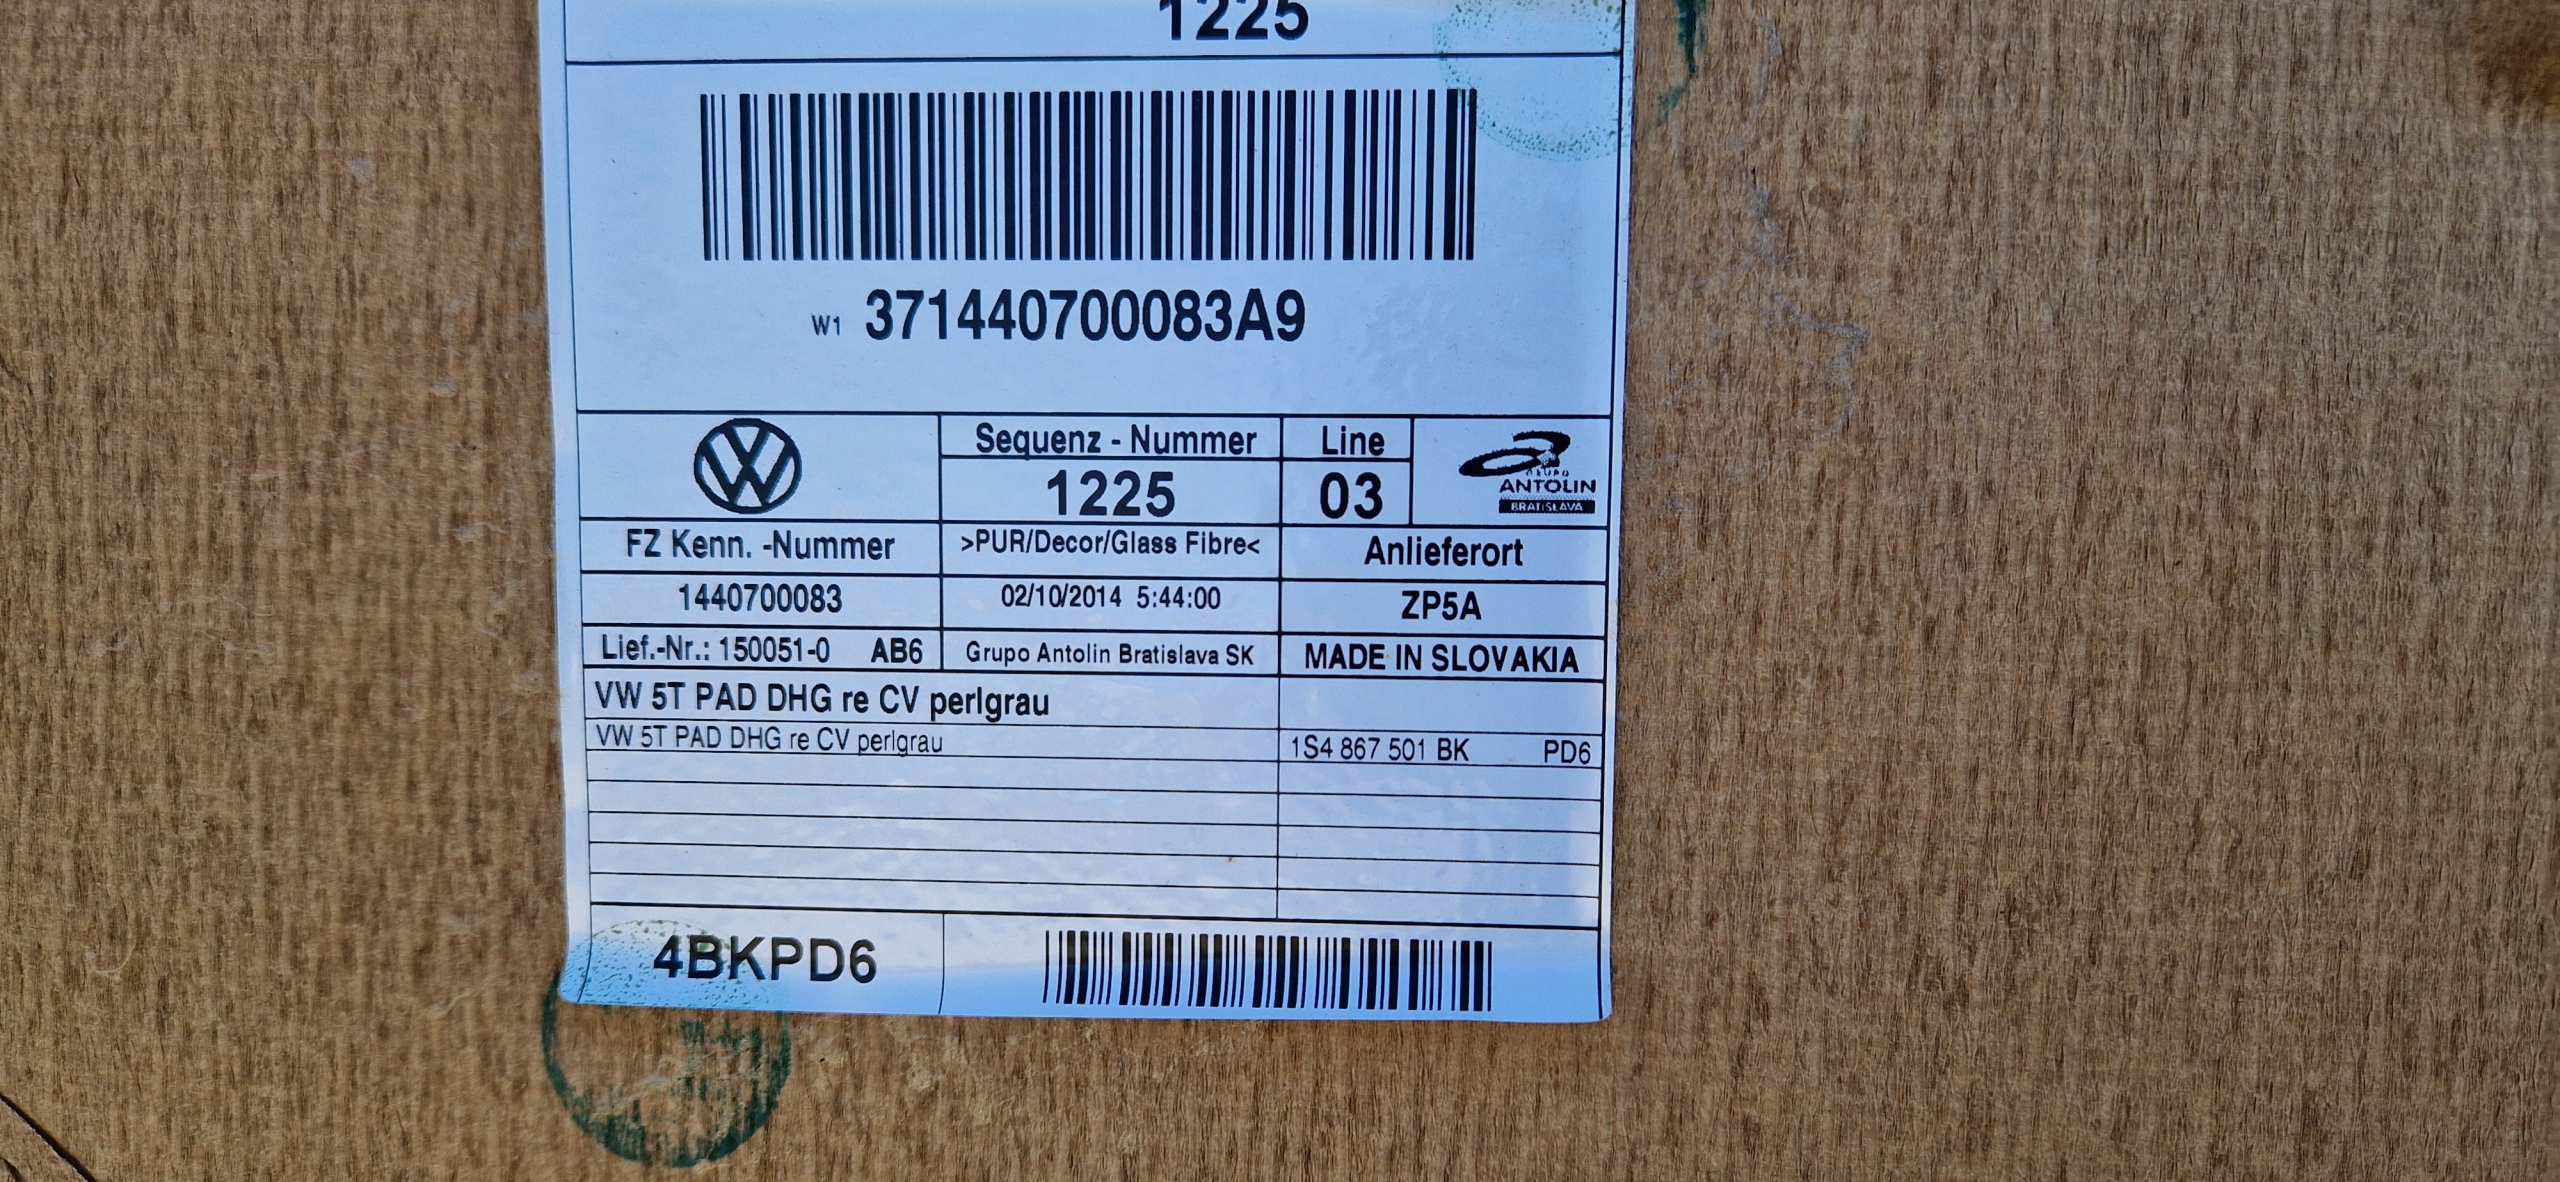 1225
W1 371440700083A9
Sequenz - Nummer
Line
1225
03
GRUPO
ANTOLIN
BRATISLAVA
FZ Kenn. -Nummer
>PUR/Decor/Glass Fibre<
Anlieferort
1440700083
02/10/2014 5:44:00
ZP5A
Lief.-Nr.: 150051-0 AB6
Grupo Antolin Bratislava SK
MADE IN SLOVAKIA
VW 5T PAD DHG re CV perlgrau
VW 5T PAD DHG re CV perlgrau
1S4 867 501 BK PD6
4BKPD6